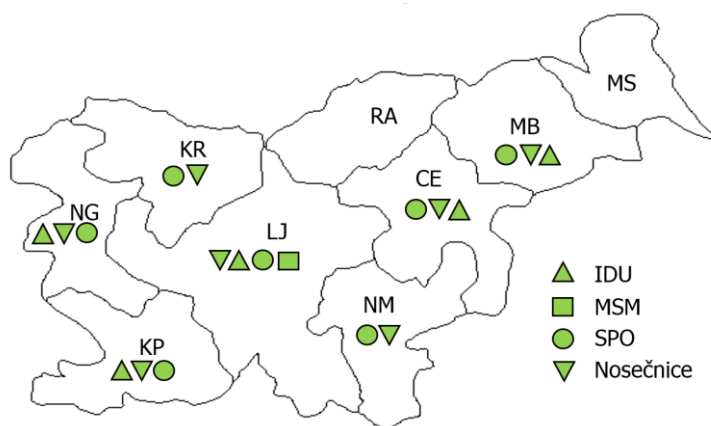 MS
RA
MB
KR
CE
NG
LJ
NM
KP
IDU
MSM
SPO
Nosečnice